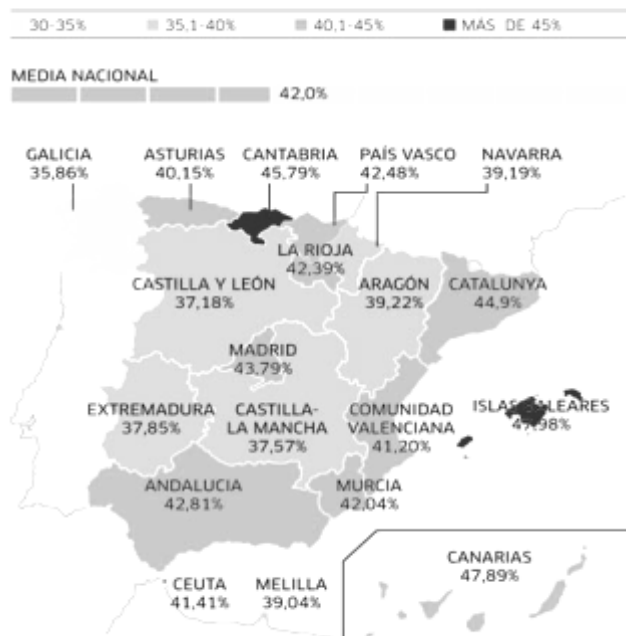 30-35%
35,1-40%
40,1-45%
MÁS DE 45%
MEDIA NACIONAL
42,0%
GALICIA
35,86%
ASTURIAS
40,15%
CANTABRIA
45,79%
PAÍS VASCO
42,48%
NAVARRA
39,19%
LA RIOJA
42,39%
CASTILLA Y LEÓN
37,18%
ARAGÓN
39,22%
CATALUNYA
44,9%
MADRID
43,79%
EXTREMADURA
37,85%
CASTILLA-
LA MANCHA
37,57%
COMUNIDAD
VALENCIANA
41,20%
ISLAS BALEARES
47,98%
ANDALUCIA
42,81%
MURCIA
42,04%
CANARIAS
47,89%
CEUTA
41,41%
MELILLA
39,04%